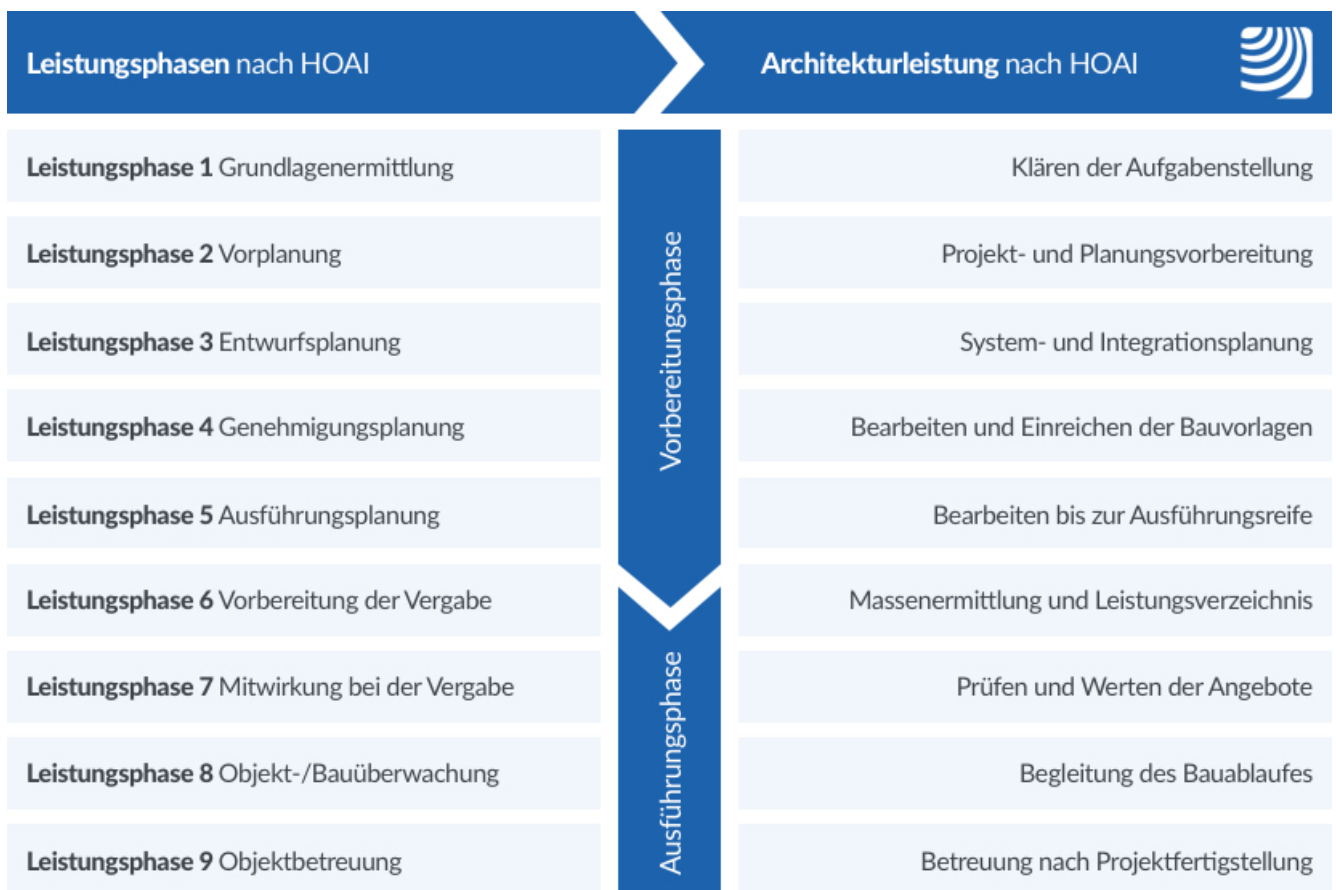 Leistungsphasen nach HOAI
Architekturleistung nach HOAI
Leistungsphase 1 Grundlagenermittlung
Klären der Aufgabenstellung
Leistungsphase 2 Vorplanung
Projekt- und Planungsvorbereitung
Leistungsphase 3 Entwurfsplanung
System- und Integrationsplanung
Leistungsphase 4 Genehmigungsplanung
Bearbeiten und Einreichen der Bauvorlagen
Leistungsphase 5 Ausführungsplanung
Bearbeiten bis zur Ausführungsreife
Vorbereitungsphase
Leistungsphase 6 Vorbereitung der Vergabe
Massenermittlung und Leistungsverzeichnis
Leistungsphase 7 Mitwirkung bei der Vergabe
Prüfen und Werten der Angebote
Leistungsphase 8 Objekt-/Bauüberwachung
Begleitung des Bauablaufes
Leistungsphase 9 Objektbetreuung
Betreuung nach Projektfertigstellung
Ausführungsphase